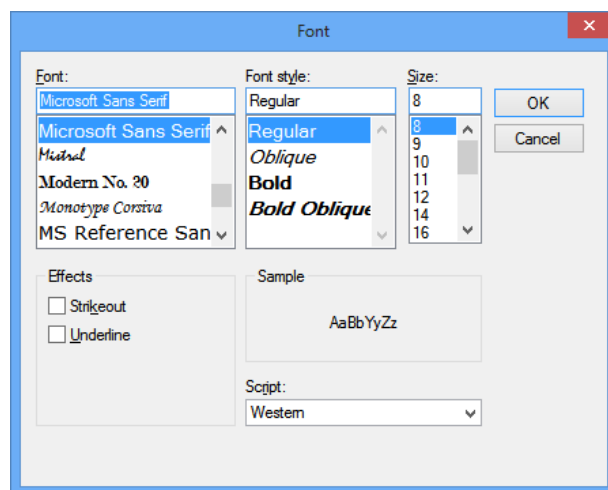 Font
Font:
Microsoft Sans Serif
Microsoft Sans Serif
Mistral
Modern No. 20
Monotype Corsiva
MS Reference San
Font style:
Regular
Regular
Oblique
Bold
Bold Oblique
Size:
8
8
9
10
11
12
14
16
OK
Cancel
Effects
Strikeout
Underline
Sample
AaBbYyZz
Script:
Western